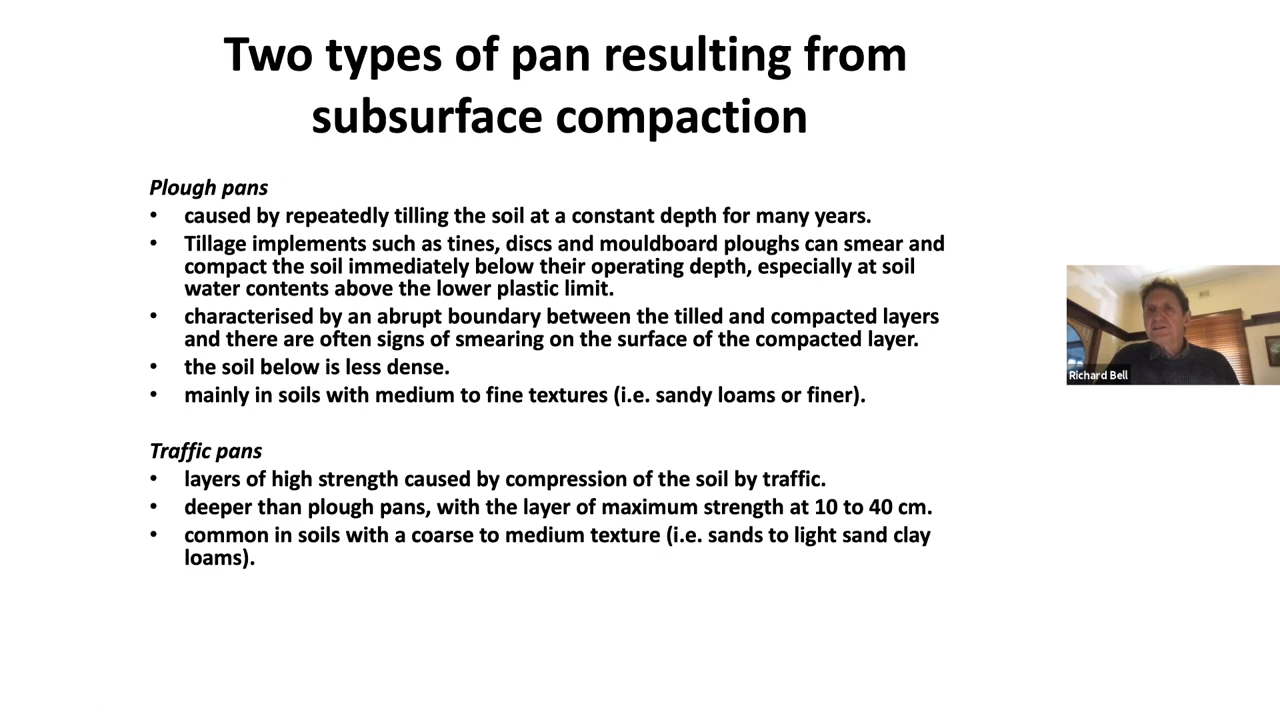 Two types of pan resulting from
subsurface compaction
Plough pans
• caused by repeatedly tilling the soil at a constant depth for many years.
• Tillage implements such as tines, discs and mouldboard ploughs can smear and
compact the soil immediately below their operating depth, especially at soil
water contents above the lower plastic limit.
• characterised by an abrupt boundary between the tilled and compacted layers
and there are often signs of smearing on the surface of the compacted layer.
• the soil below is less dense.
• mainly in soils with medium to fine textures (i.e. sandy loams or finer).
Traffic pans
• layers of high strength caused by compression of the soil by traffic.
• deeper than plough pans, with the layer of maximum strength at 10 to 40 cm.
• common in soils with a coarse to medium texture (i.e. sands to light sand clay
loams).
Richard Bell